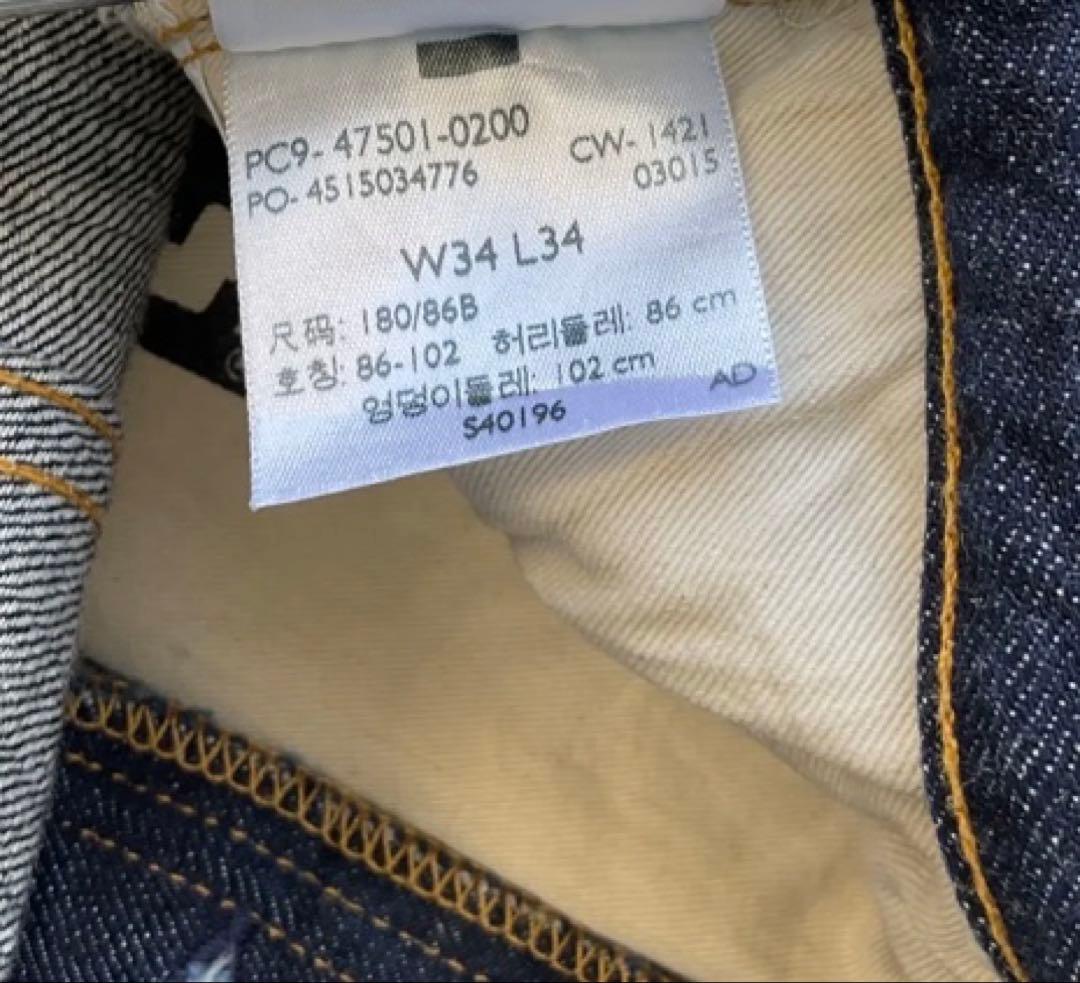 PC9- 47501-0200 CW- 1421
PO- 4515034776 03015
W34 L34
尺码: 180/86B
호칭: 86-102 허리둘레: 86 cm
엉덩이둘레: 102 cm AD
S40196